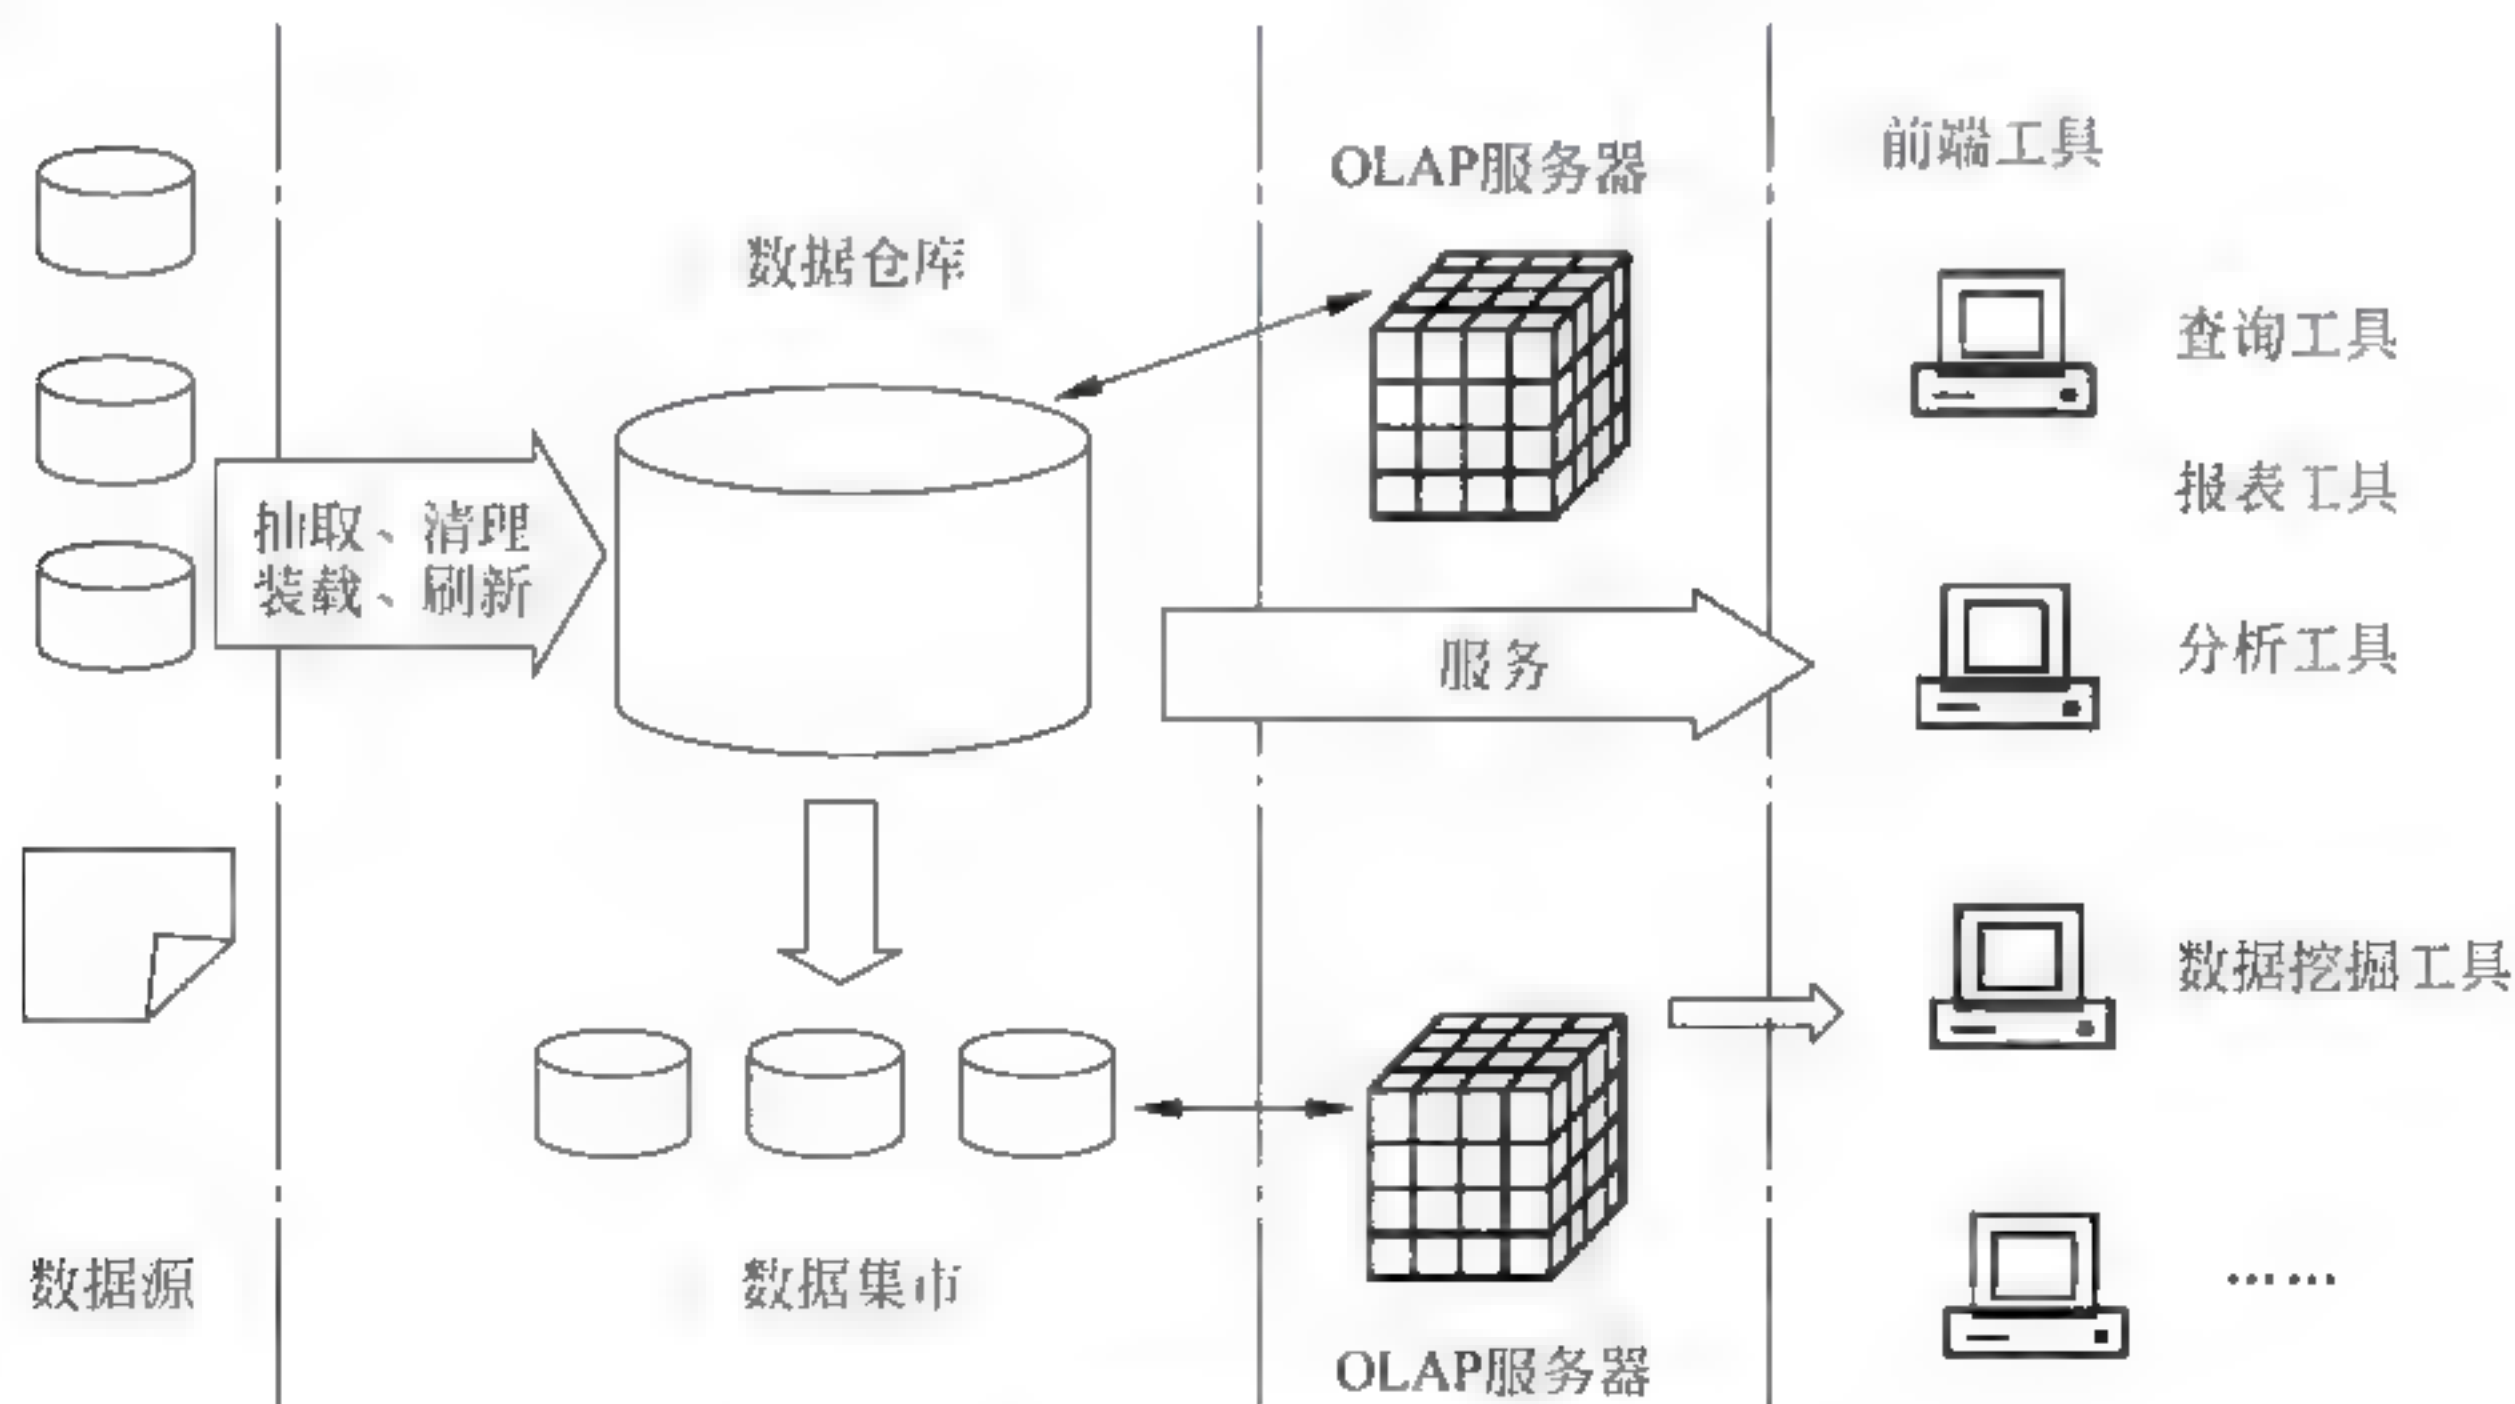 OLAP服务器
前端工具
数据仓库
查询工具
报表工具
抽取、清理
装载、刷新
服务
分析工具
数据挖掘工具
数据源
数据集市
……
OLAP服务器